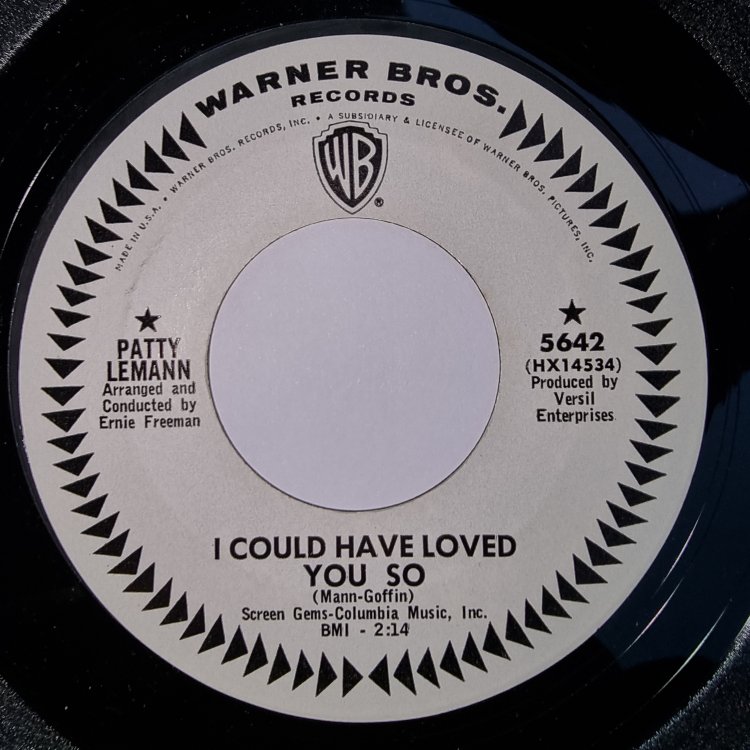 WARNER BROS.
RECORDS
MADE IN U.S.A. • WARNER BROS. RECORDS, INC. • A SUBSIDIARY & LICENSEE OF WARNER BROS. PICTURES, INC.
WB
®
★
PATTY
LEMANN
Arranged and
Conducted by
Ernie Freeman
★
5642
(HX14534)
Produced by
Versil
Enterprises
I COULD HAVE LOVED
YOU SO
(Mann-Goffin)
Screen Gems-Columbia Music, Inc.
BMI - 2:14